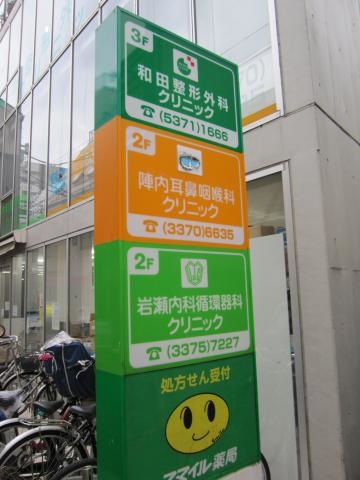 3F
和田整形外科
クリニック
☎(5371)1666
2F
陣内耳鼻咽喉科
クリニック
☎(3370)6635
2F
岩瀬内科循環器科
クリニック
☎(3375)7227
処方せん受付
スマイル薬局